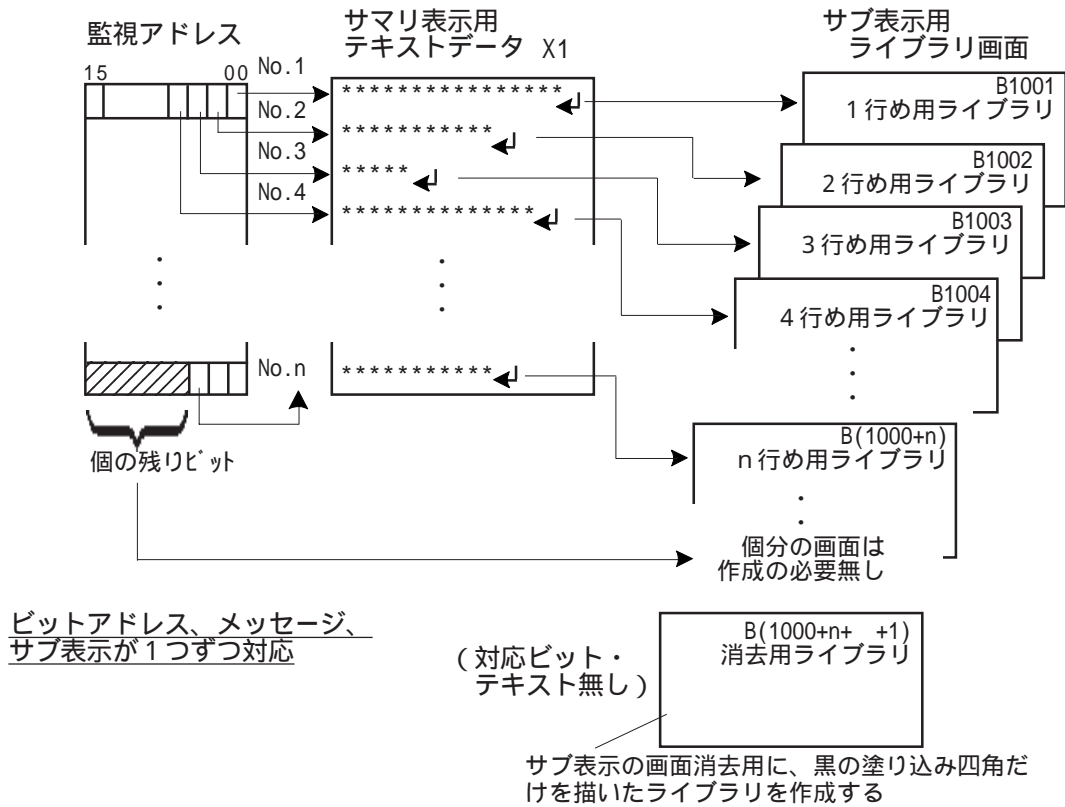 監視アドレス
サマリ表示用
テキストデータ X1
サブ表示用
ライブラリ画面
15 00
No.1
No.2
No.3
No.4
No.n
****************
***********
*****
**************
***********
B1001
1行め用ライブラリ
B1002
2行め用ライブラリ
B1003
3行め用ライブラリ
B1004
4行め用ライブラリ
B(1000+n)
n行め用ライブラリ
個の残りビット
個分の画面は
作成の必要無し
ビットアドレス、メッセージ、
サブ表示が1つずつ対応
(対応ビット・
テキスト無し)
B(1000+n+ +1)
消去用ライブラリ
サブ表示の画面消去用に、黒の塗り込み四角だ
けを描いたライブラリを作成する